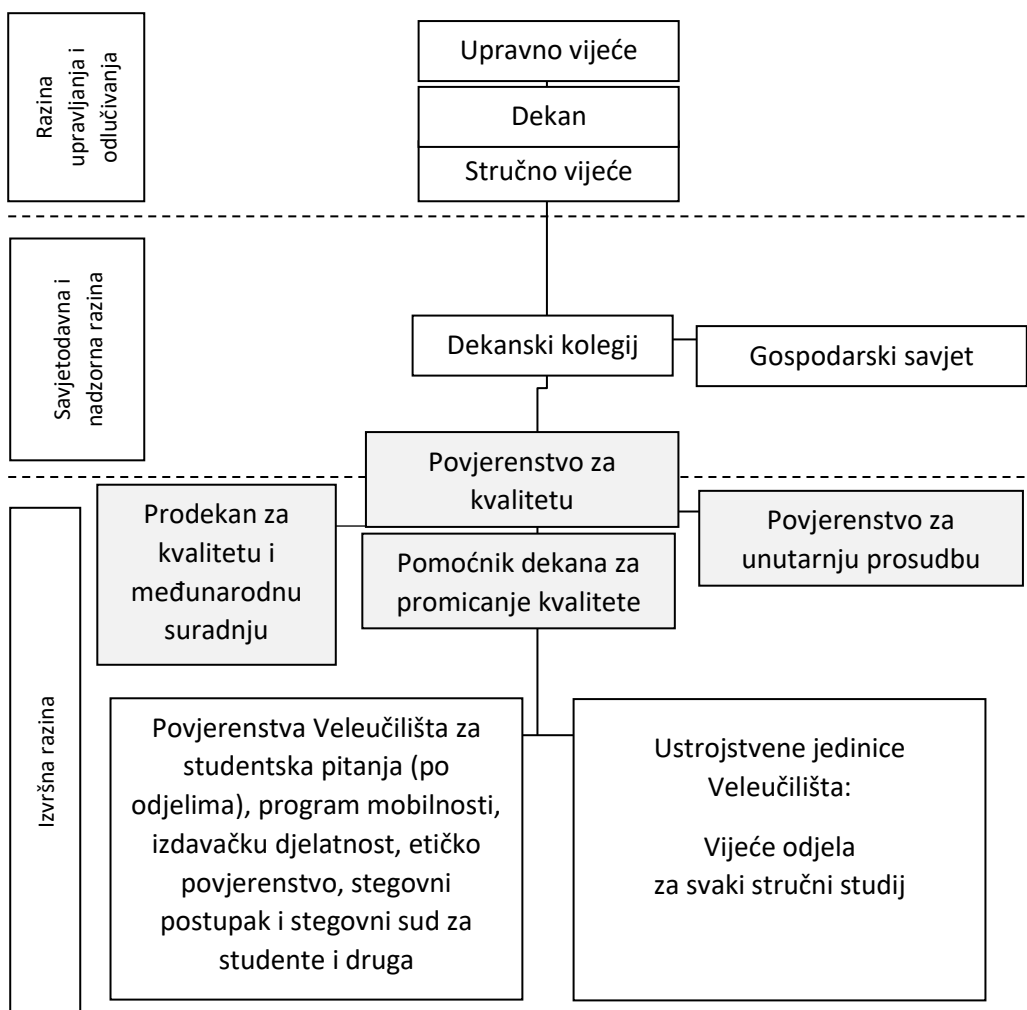 Razina
upravljanja i
odlučivanja
Upravno vijeće
Dekan
Stručno vijeće
Savjetodavna i
nadzorna razina
Dekanski kolegij
Gospodarski savjet
Povjerenstvo za
kvalitetu
Izvršna razina
Prodekan za
kvalitetu i
međunarodnu
suradnju
Pomoćnik dekana za
promicanje kvalitete
Povjerenstvo za
unutarnju prosudbu
Povjerenstva Veleučilišta za
studentska pitanja (po
odjelima), program mobilnosti,
izdavačku djelatnost, etičko
povjerenstvo, stegovni
postupak i stegovni sud za
studente i druga
Ustrojstvene jedinice
Veleučilišta:
Vijeće odjela
za svaki stručni studij